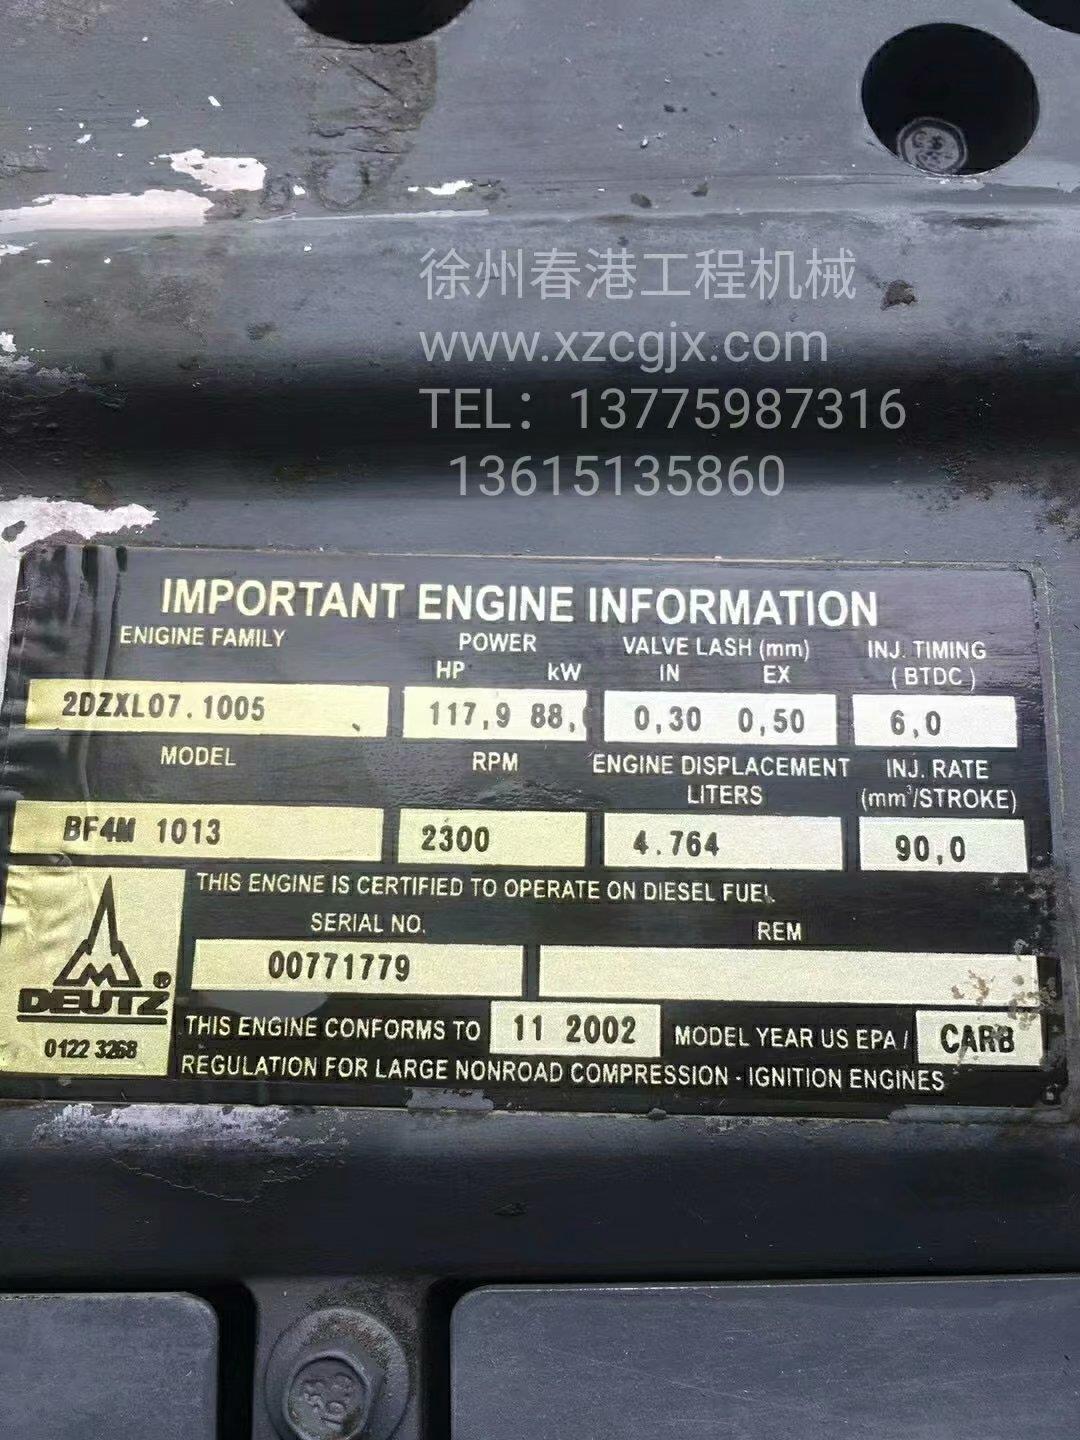 徐州春港工程机械
www.xzcgjx.com
TEL：13775987316
13615135860
IMPORTANT ENGINE INFORMATION
ENIGINE FAMILY POWER VALVE LASH (mm) INJ. TIMING
HP kW IN EX (BTDC)
2DZXL07.1005 117,9 88, 0,30 0,50 6,0
MODEL RPM ENGINE DISPLACEMENT INJ. RATE
LITERS (mm³/STROKE)
BF4M 1013 2300 4.764 90,0
THIS ENGINE IS CERTIFIED TO OPERATE ON DIESEL FUEL
SERIAL NO. REM
00771779
DEUTZ®
0122 3268
THIS ENGINE CONFORMS TO 11 2002 MODEL YEAR US EPA / CARB
REGULATION FOR LARGE NONROAD COMPRESSION - IGNITION ENGINES